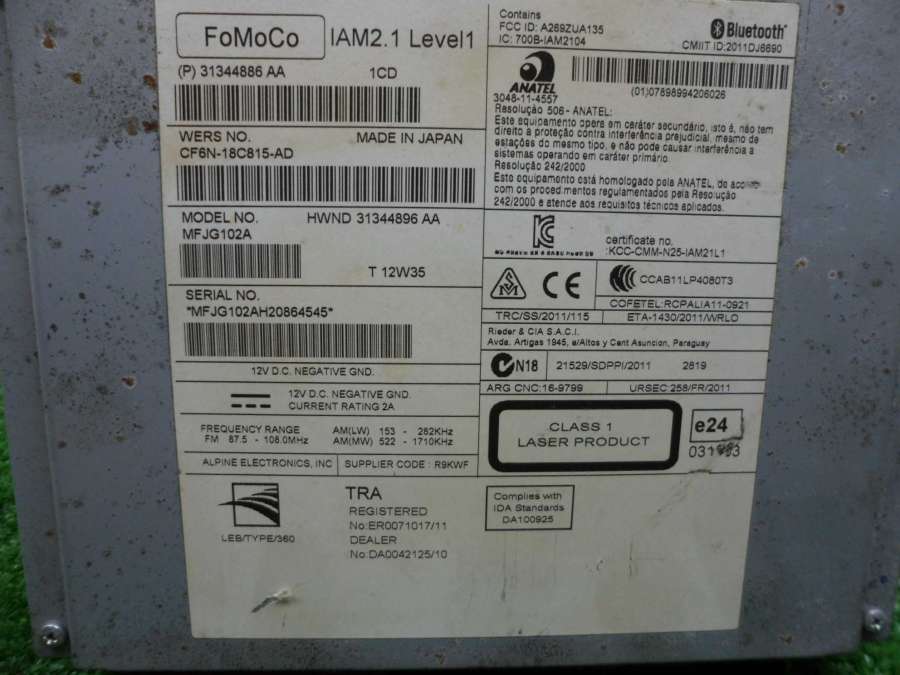 FoMoCo
IAM2.1 Level1
(P) 31344886 AA 1CD
WERS NO. MADE IN JAPAN
CF6N-18C815-AD
MODEL NO. HWND 31344896 AA
MFJG102A
T 12W35
SERIAL NO.
*MFJG102AH20864545*
12V D.C. NEGATIVE GND.
12V D.C. NEGATIVE GND.
CURRENT RATING 2A
FREQUENCY RANGE AM(LW) 153 - 282KHz
FM 87.5 - 108.0MHz AM(MW) 522 - 1710KHz
ALPINE ELECTRONICS, INC SUPPLIER CODE : R9KWF
LEB/TYPE/360
TRA
REGISTERED
No:ER0071017/11
DEALER
No:DA0042125/10
Contains
FCC ID: A269ZUA135
IC: 700B-IAM2104
Bluetooth®
CMIIT ID:2011DJ6690
ANATEL
3048-11-4557
(01)07898994206026
Resolução 506 - ANATEL:
Este equipamento opera em caráter secundário, isto é, não tem
direito a proteção contra interferência prejudicial, mesmo de
estações do mesmo tipo, e não pode causar interferência a
sistemas operando em caráter primário.
Resolução 242/2000
Este equipamento está homologado pela ANATEL, de
com os procedimentos regulamentados pela Resolução
242/2000 e atende aos requisitos técnicos aplicados.
certificate no.
:KCC-CMM-N25-IAM21L1
CE
CCAB11LP4080T3
COFETEL:RCPALIA11-0921
TRC/SS/2011/115 ETA-1430/2011/WRLO
Rieder & CIA S.A.C.I.
Avda. Artigas 1945, e/Altos y Cent Asuncion, Paraguay
N18 21529/SDPPI/2011 2819
ARG CNC:16-9799 URSEC 258/FR/2011
CLASS 1
LASER PRODUCT
e24
Complies with
IDA Standards
DA100925